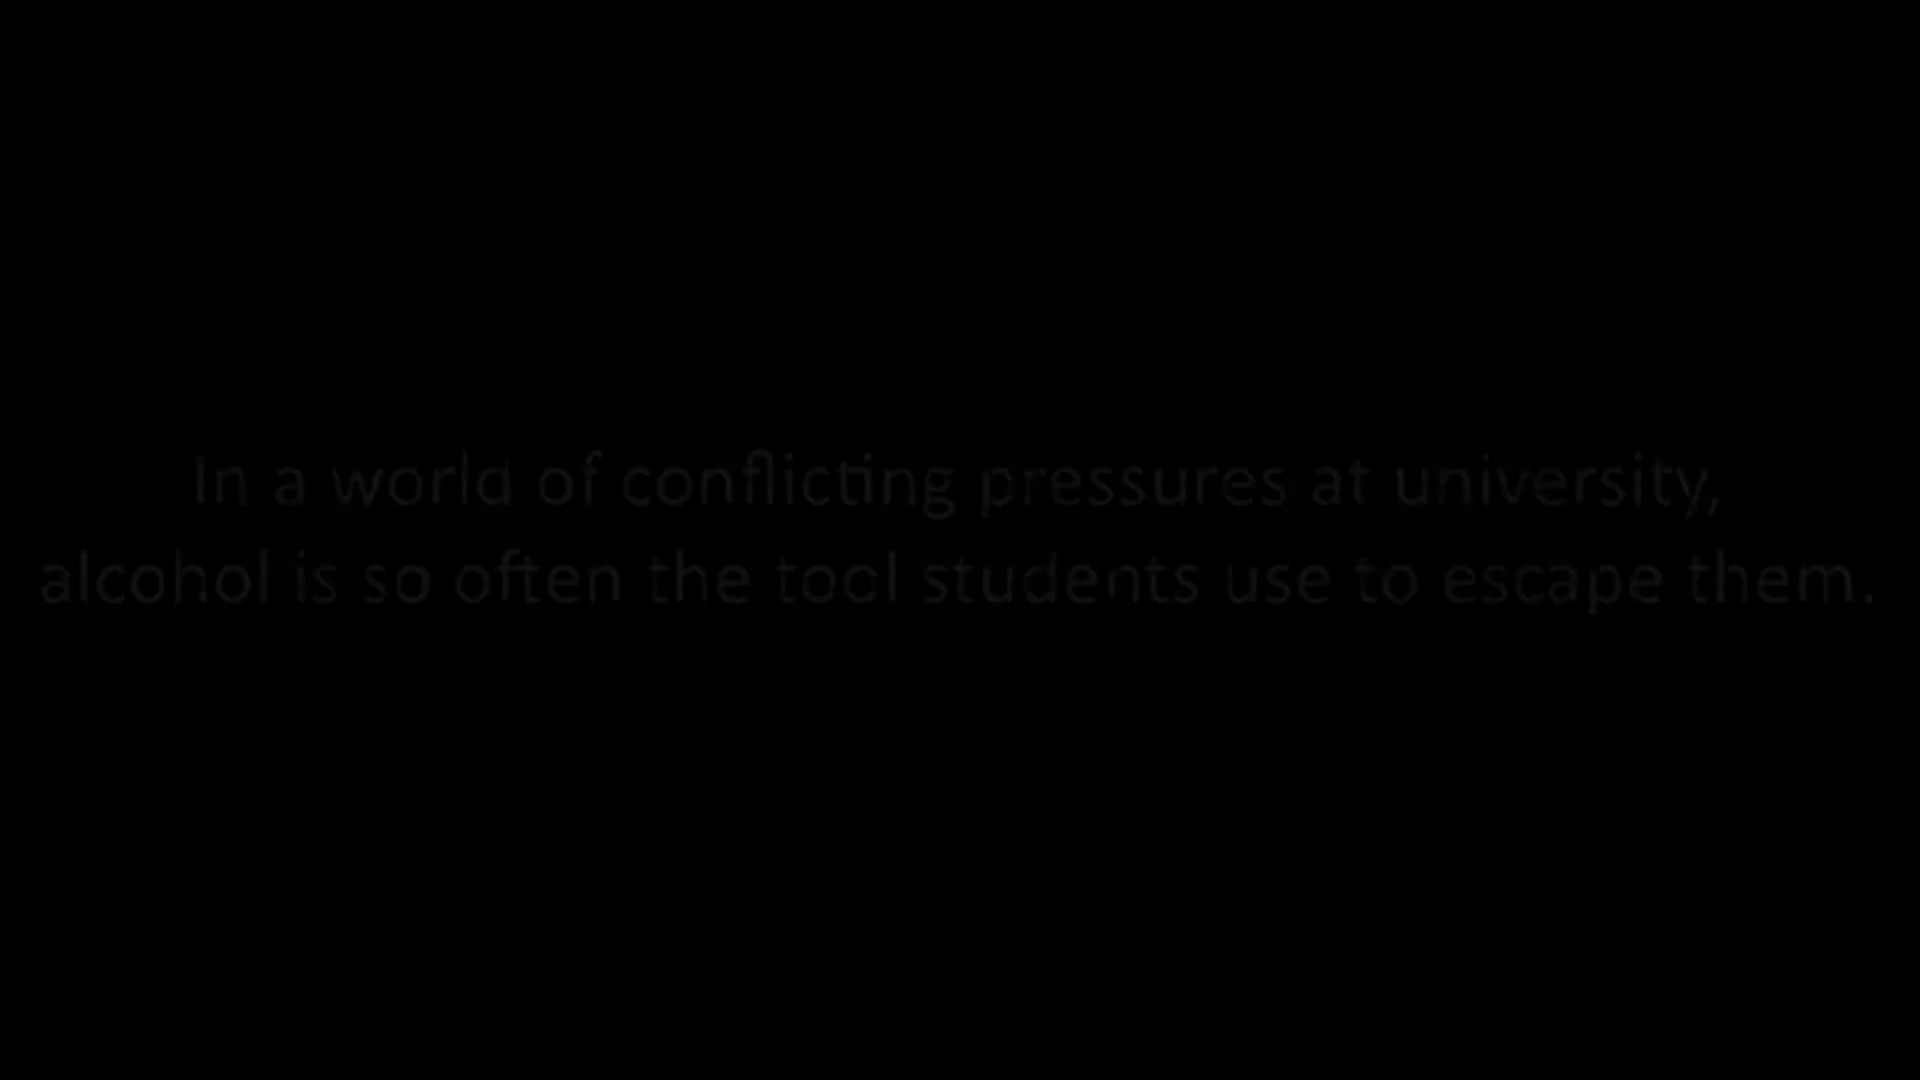 In a world of conflicting pressures at university,
alcohol is so often the tool students use to escape them.